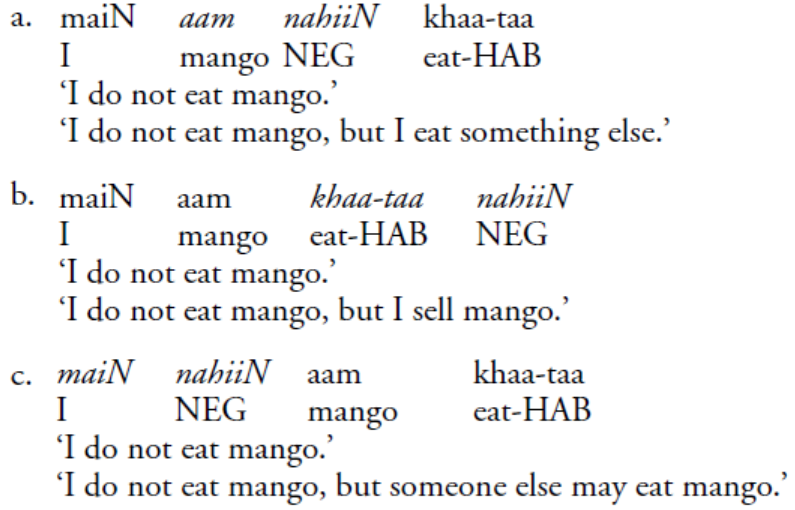 a. maiN aam nahiiN khaa-taa
I mango NEG eat-HAB
‘I do not eat mango.’
‘I do not eat mango, but I eat something else.’
b. maiN aam khaa-taa nahiiN
I mango eat-HAB NEG
‘I do not eat mango.’
‘I do not eat mango, but I sell mango.’
c. maiN nahiiN aam khaa-taa
I NEG mango eat-HAB
‘I do not eat mango.’
‘I do not eat mango, but someone else may eat mango.’